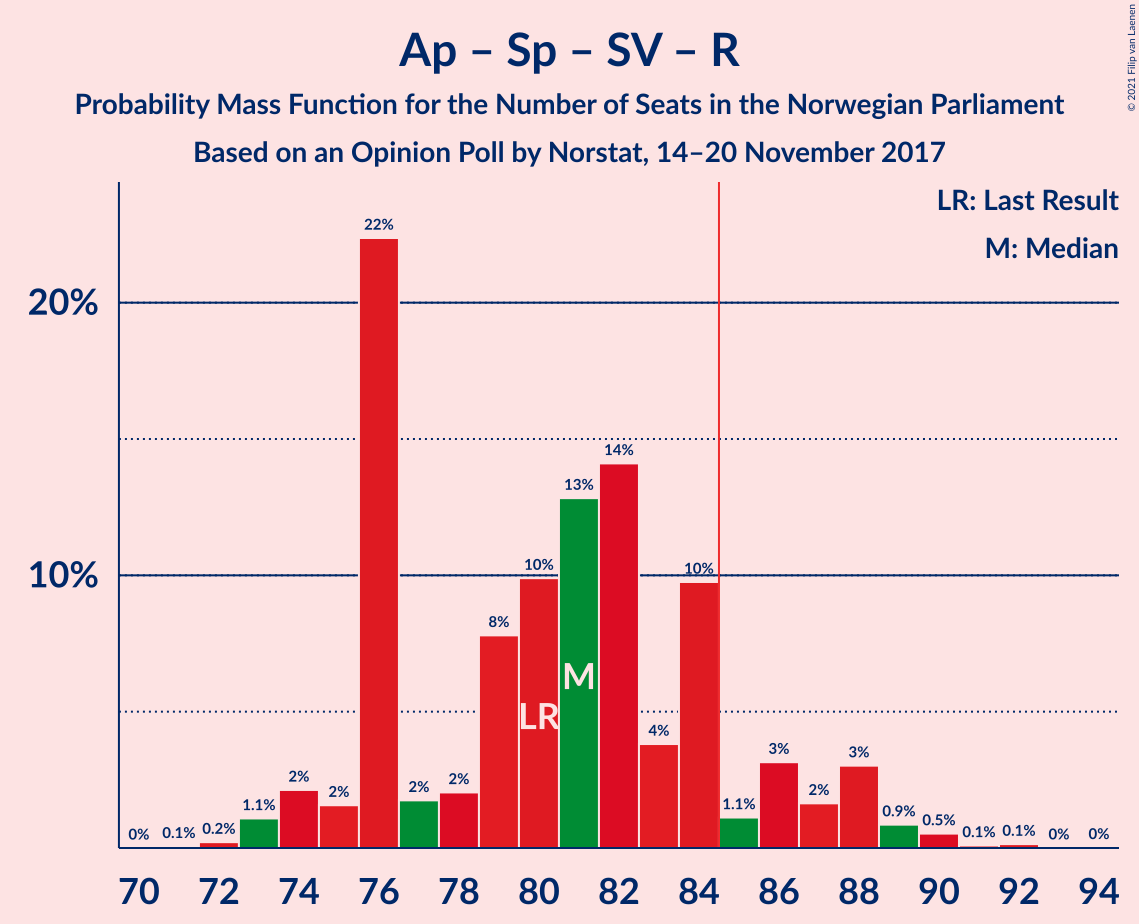 Ap – Sp – SV – R
Probability Mass Function for the Number of Seats in the Norwegian Parliament
Based on an Opinion Poll by Norstat, 14–20 November 2017
© 2021 Filip van Laenen
LR: Last Result
M: Median
20%
10%
0% 0.1% 0.2% 1.1% 2% 2% 22% 2% 2% 8% 10% 13% 14% 4% 10% 1.1% 3% 2% 3% 0.9% 0.5% 0.1% 0.1% 0% 0%
M
LR
70 72 74 76 78 80 82 84 86 88 90 92 94